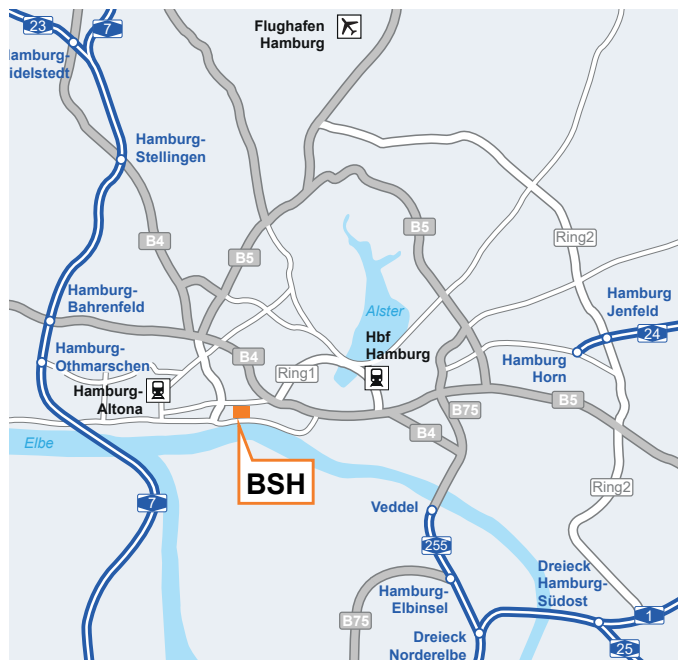 23
7
Flughafen
Hamburg
Hamburg-
Eidelstedt
Hamburg-
Stellingen
B4
B5
B5
Ring2
Hamburg-
Bahrenfeld
Alster
Hamburg
Jenfeld
24
Hbf
Hamburg
Hamburg-
Othmarschen
B4
Ring1
Hamburg
Horn
Hamburg-
Altona
B75
B5
B4
Elbe
BSH
Ring2
7
Veddel
255
Dreieck
Hamburg-
Südost
Hamburg-
Elbinsel
B75
1
Dreieck
Norderelbe
25